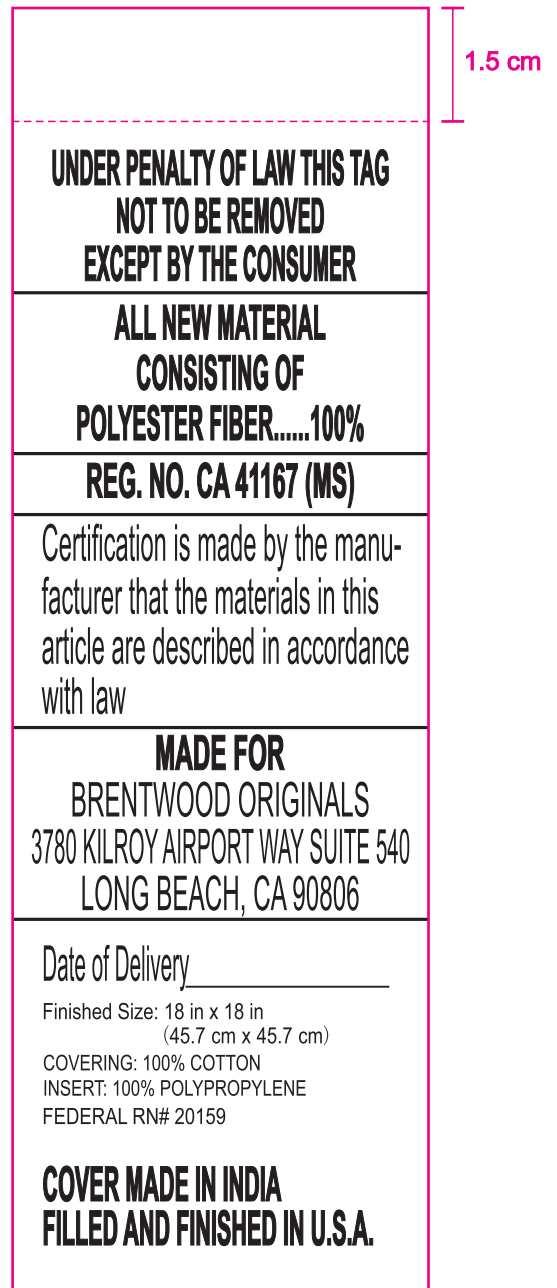 1.5 cm
UNDER PENALTY OF LAW THIS TAG
NOT TO BE REMOVED
EXCEPT BY THE CONSUMER
ALL NEW MATERIAL
CONSISTING OF
POLYESTER FIBER......100%
REG. NO. CA 41167 (MS)
Certification is made by the manu-
facturer that the materials in this
article are described in accordance
with law
MADE FOR
BRENTWOOD ORIGINALS
3780 KILROY AIRPORT WAY SUITE 540
LONG BEACH, CA 90806
Date of Delivery_______________
Finished Size: 18 in x 18 in
(45.7 cm x 45.7 cm)
COVERING: 100% COTTON
INSERT: 100% POLYPROPYLENE
FEDERAL RN# 20159
COVER MADE IN INDIA
FILLED AND FINISHED IN U.S.A.